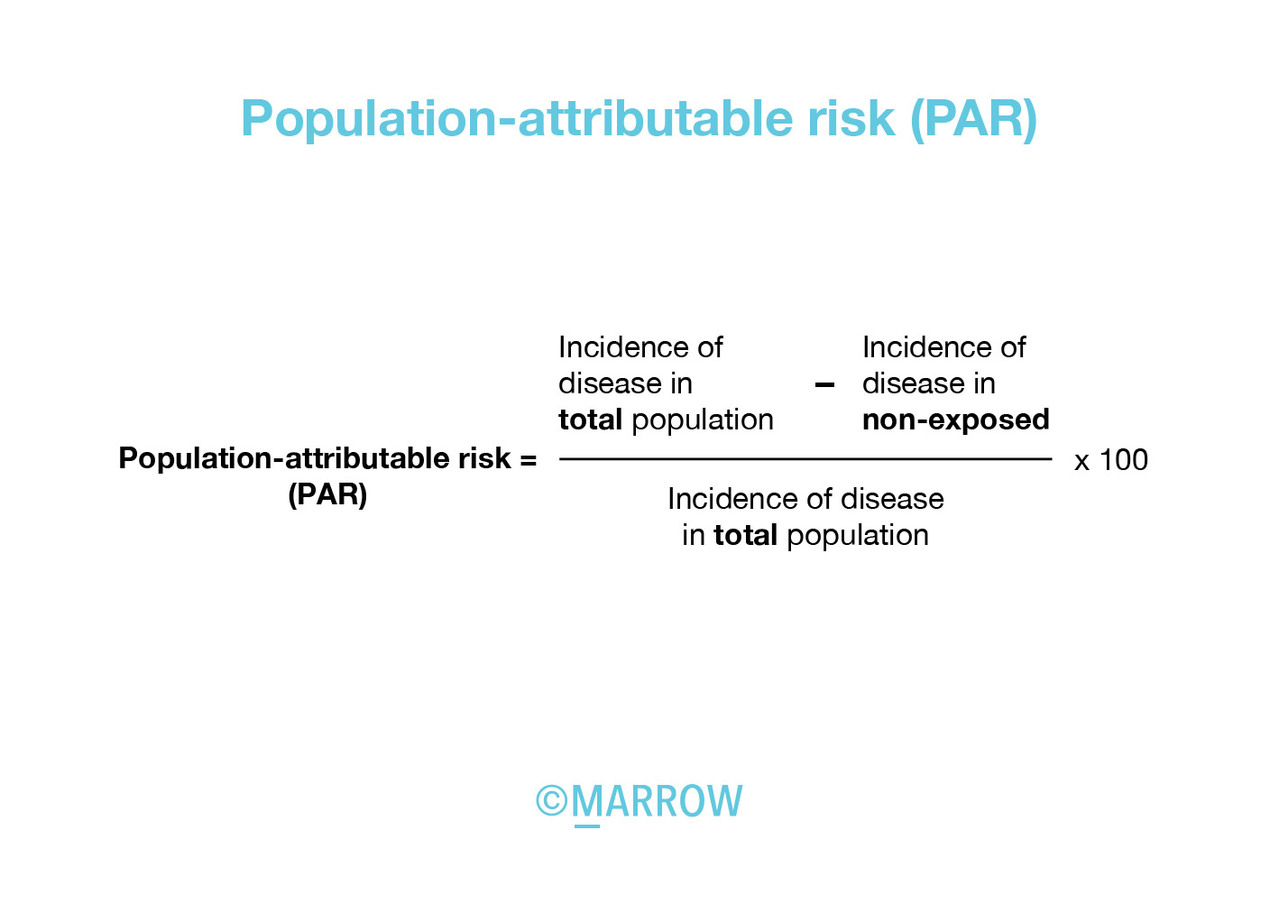 Population-attributable risk (PAR)
Incidence of
disease in
total population
–
Incidence of
disease in
non-exposed
Population-attributable risk =
(PAR)
x 100
Incidence of disease
in total population
©MARROW